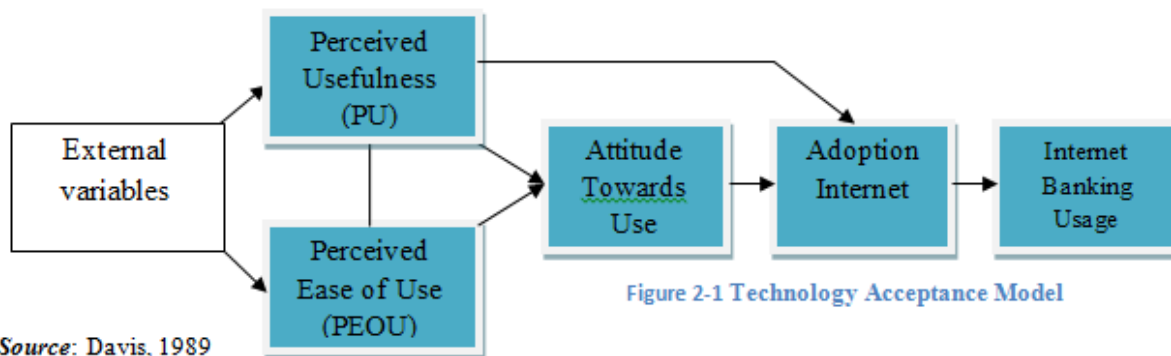 External
variables
Perceived
Usefulness
(PU)
Perceived
Ease of Use
(PEOU)
Attitude
Towards
Use
Adoption
Internet
Internet
Banking
Usage
Figure 2-1 Technology Acceptance Model
Source: Davis, 1989